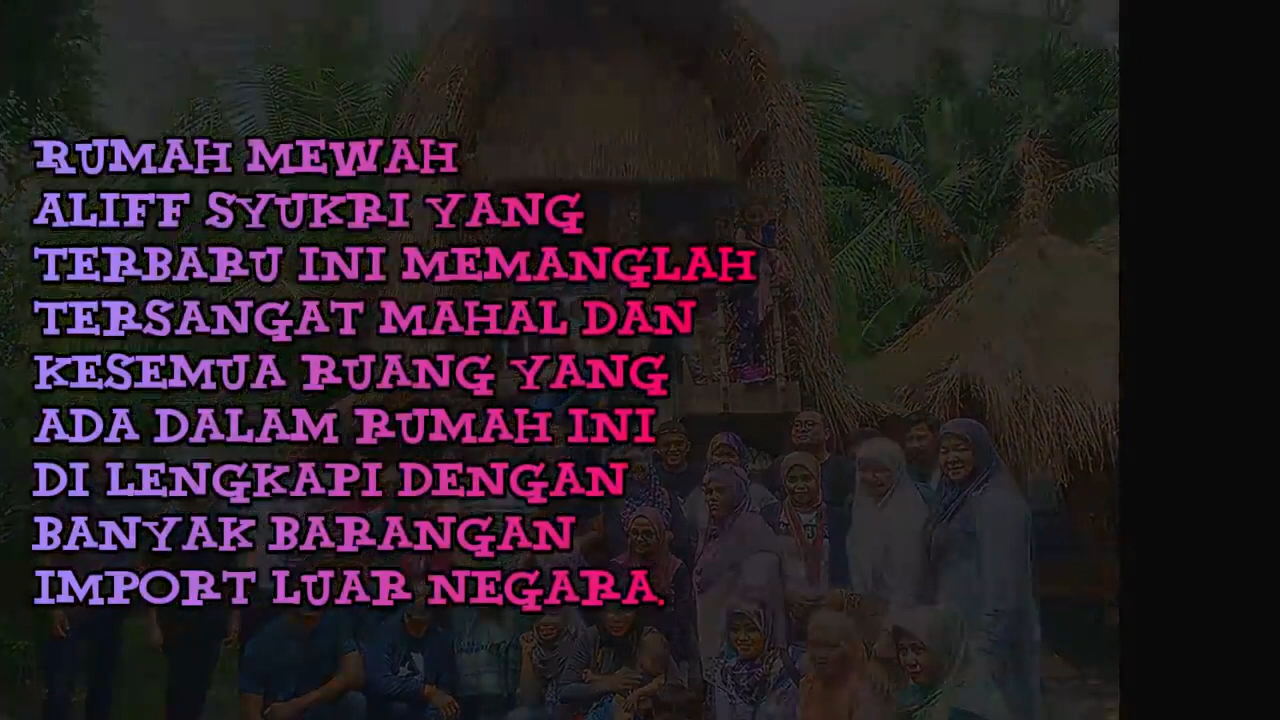 RUMAH MEWAH
ALIFF SYUKRI YANG
TERBARU INI MEMANGLAH
TERSANGAT MAHAL DAN
KESEMUA RUANG YANG
ADA DALAM RUMAH INI
DI LENGKAPI DENGAN
BANYAK BARANGAN
IMPORT LUAR NEGARA.